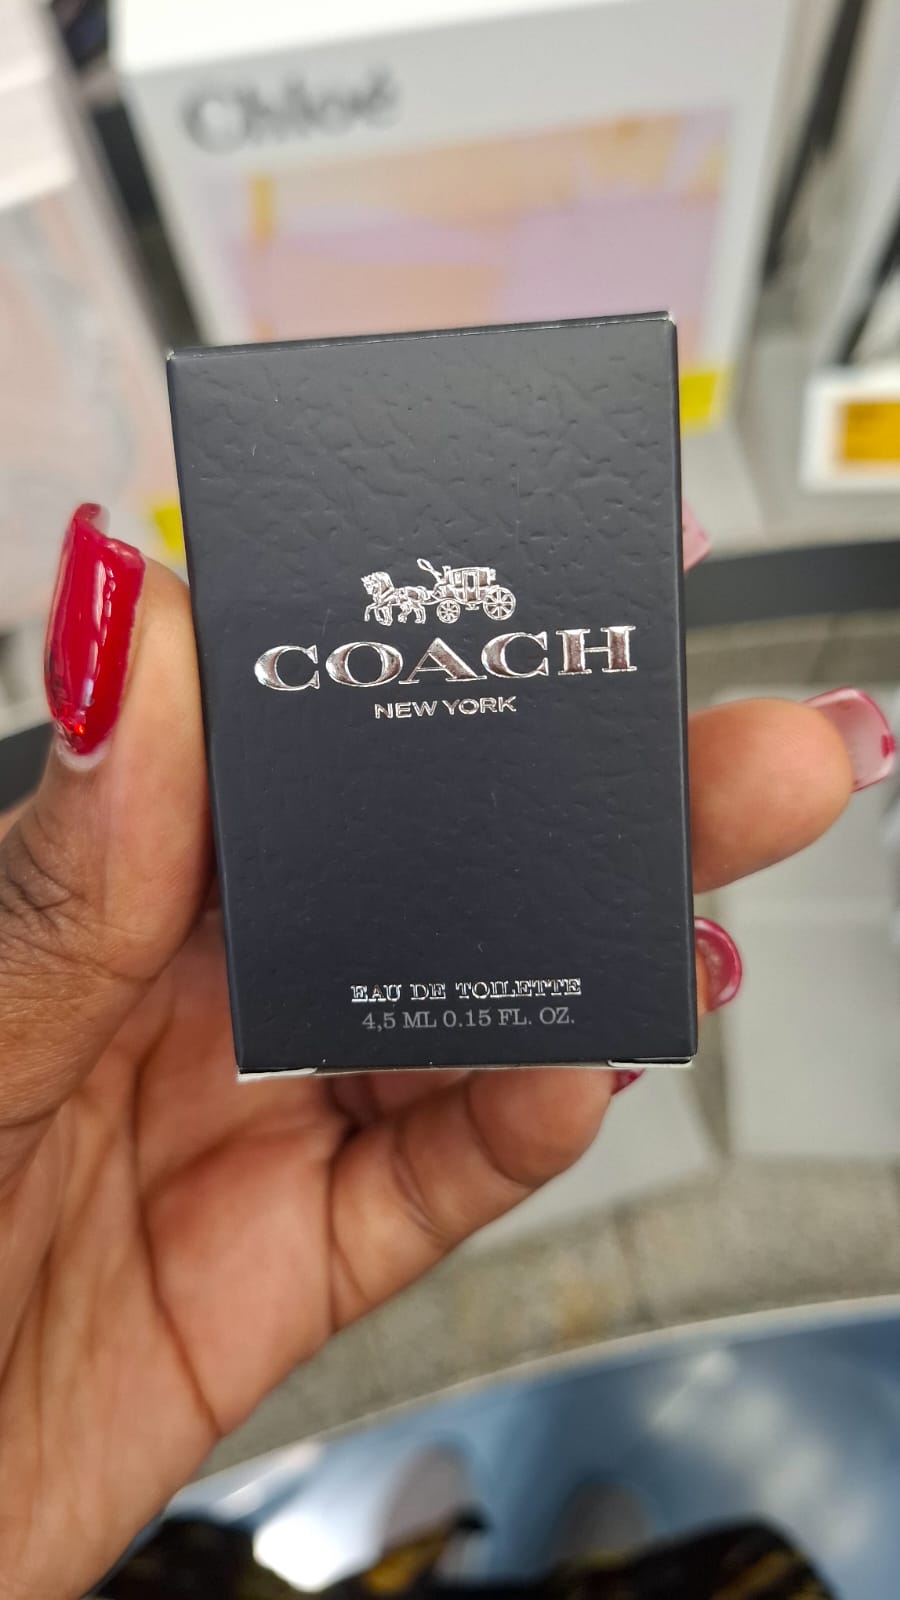 Chloé
COACH
NEW YORK
EAU DE TOILETTE
4,5 ML 0.15 FL. OZ.